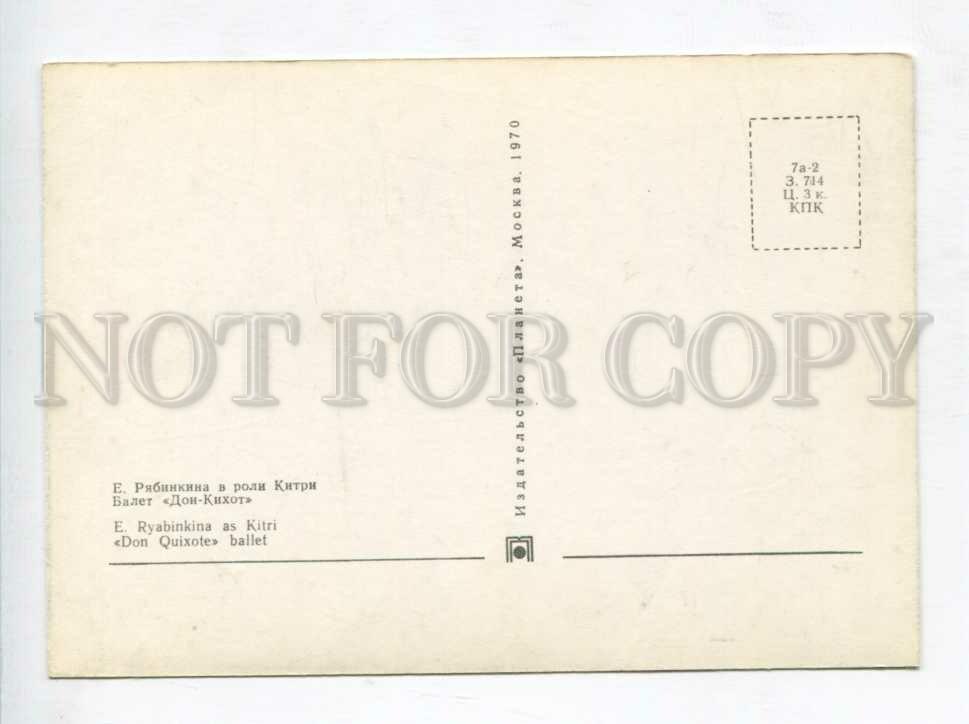 7а-2
З. 714
Ц. 3 к.
КПК
Издательство «Планета». Москва. 1970
NOT FOR COPY
Е. Рябинкина в роли Китри
Балет «Дон-Кихот»
E. Ryabinkina as Kitri
«Don Quixote» ballet